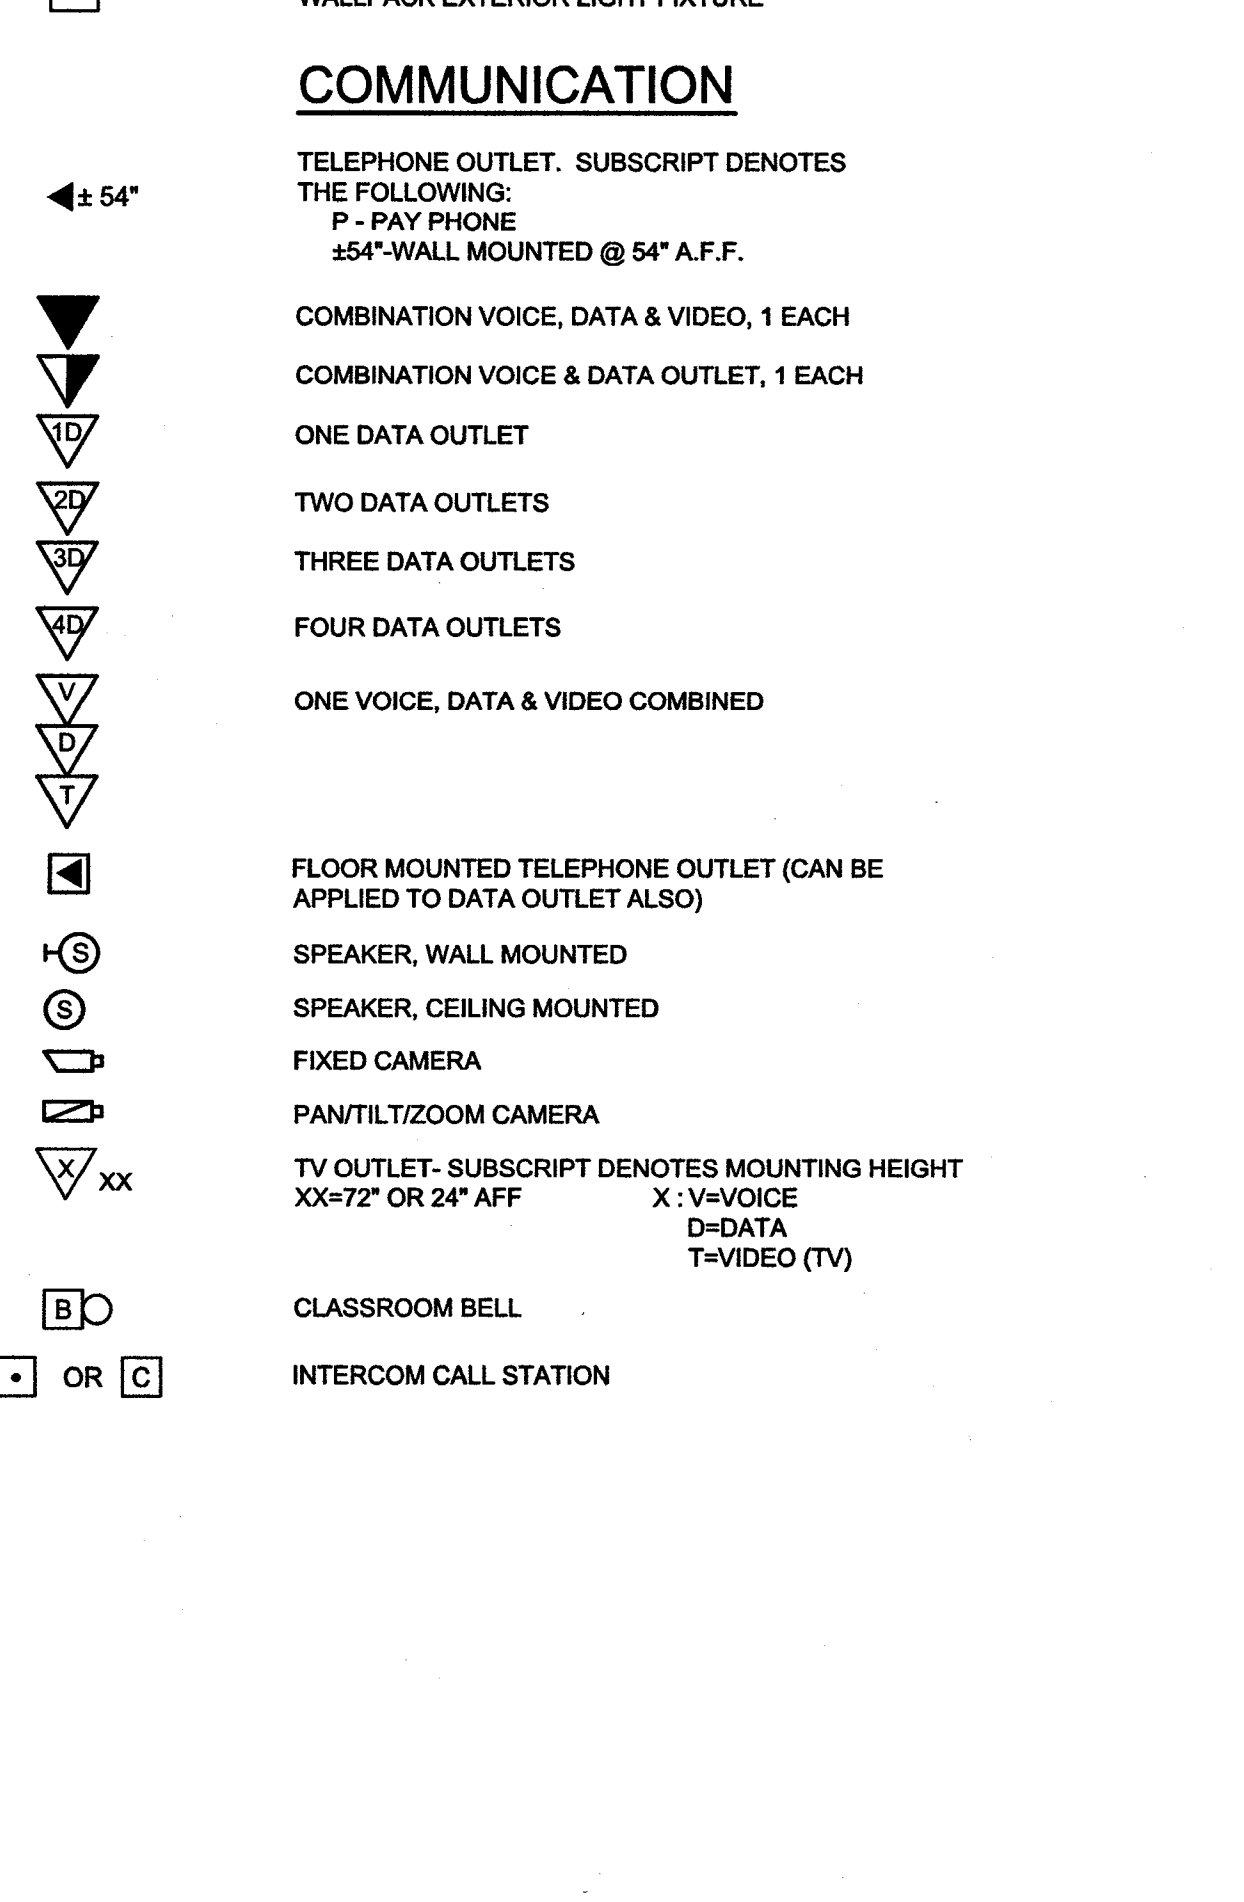 WALLPACK EXTERIOR LIGHT FIXTURE
COMMUNICATION
TELEPHONE OUTLET. SUBSCRIPT DENOTES
± 54" THE FOLLOWING:
P - PAY PHONE
±54"-WALL MOUNTED @ 54" A.F.F.
COMBINATION VOICE, DATA & VIDEO, 1 EACH
COMBINATION VOICE & DATA OUTLET, 1 EACH
1D ONE DATA OUTLET
2D TWO DATA OUTLETS
3D THREE DATA OUTLETS
4D FOUR DATA OUTLETS
V ONE VOICE, DATA & VIDEO COMBINED
D
T
FLOOR MOUNTED TELEPHONE OUTLET (CAN BE
APPLIED TO DATA OUTLET ALSO)
S SPEAKER, WALL MOUNTED
S SPEAKER, CEILING MOUNTED
FIXED CAMERA
PAN/TILT/ZOOM CAMERA
X XX TV OUTLET- SUBSCRIPT DENOTES MOUNTING HEIGHT
XX=72" OR 24" AFF X : V=VOICE
D=DATA
T=VIDEO (TV)
B CLASSROOM BELL
OR C INTERCOM CALL STATION